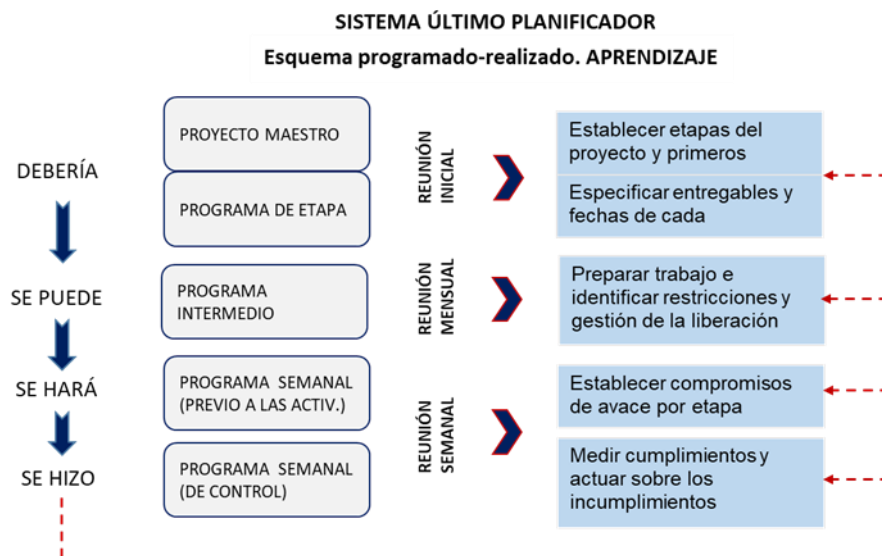 SISTEMA ÚLTIMO PLANIFICADOR
Esquema programado-realizado. APRENDIZAJE
DEBERÍA
PROYECTO MAESTRO
PROGRAMA DE ETAPA
REUNIÓN
INICIAL
Establecer etapas del
proyecto y primeros
Especificar entregables y
fechas de cada
SE PUEDE
PROGRAMA
INTERMEDIO
REUNIÓN
MENSUAL
Preparar trabajo e
identificar restricciones y
gestión de la liberación
SE HARÁ
PROGRAMA SEMANAL
(PREVIO A LAS ACTIV.)
REUNIÓN
SEMANAL
Establecer compromisos
de avace por etapa
SE HIZO
PROGRAMA SEMANAL
(DE CONTROL)
Medir cumplimientos y
actuar sobre los
incumplimientos